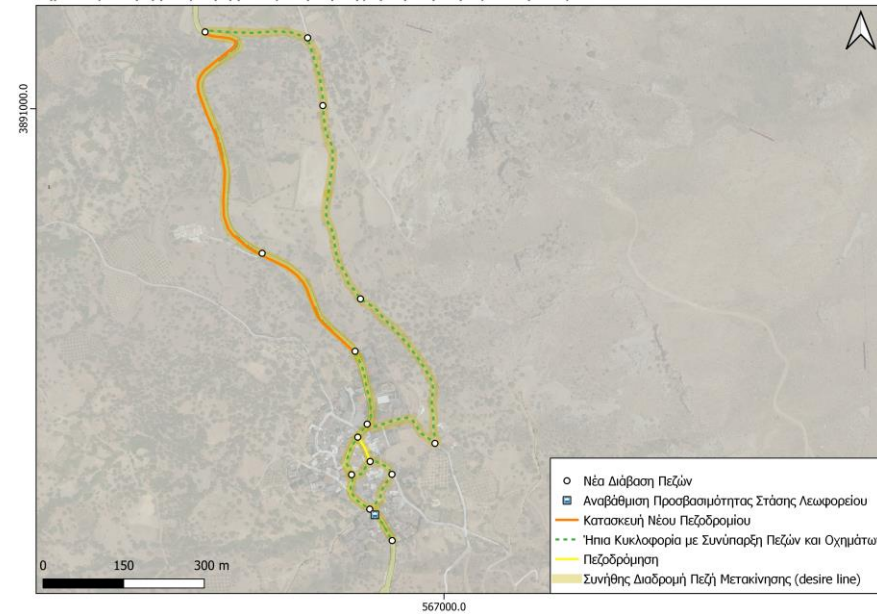 3891000.0
Νέα Διάβαση Πεζών
Αναβάθμιση Προσβασιμότητας Στάσης Λεωφορείου
Κατασκευή Νέου Πεζοδρομίου
Ήπια Κυκλοφορία με Συνύπαρξη Πεζών και Οχημάτω
Πεζοδρόμηση
Συνήθης Διαδρομή Πεζή Μετακίνησης (desire line)
0 150 300 m
567000.0